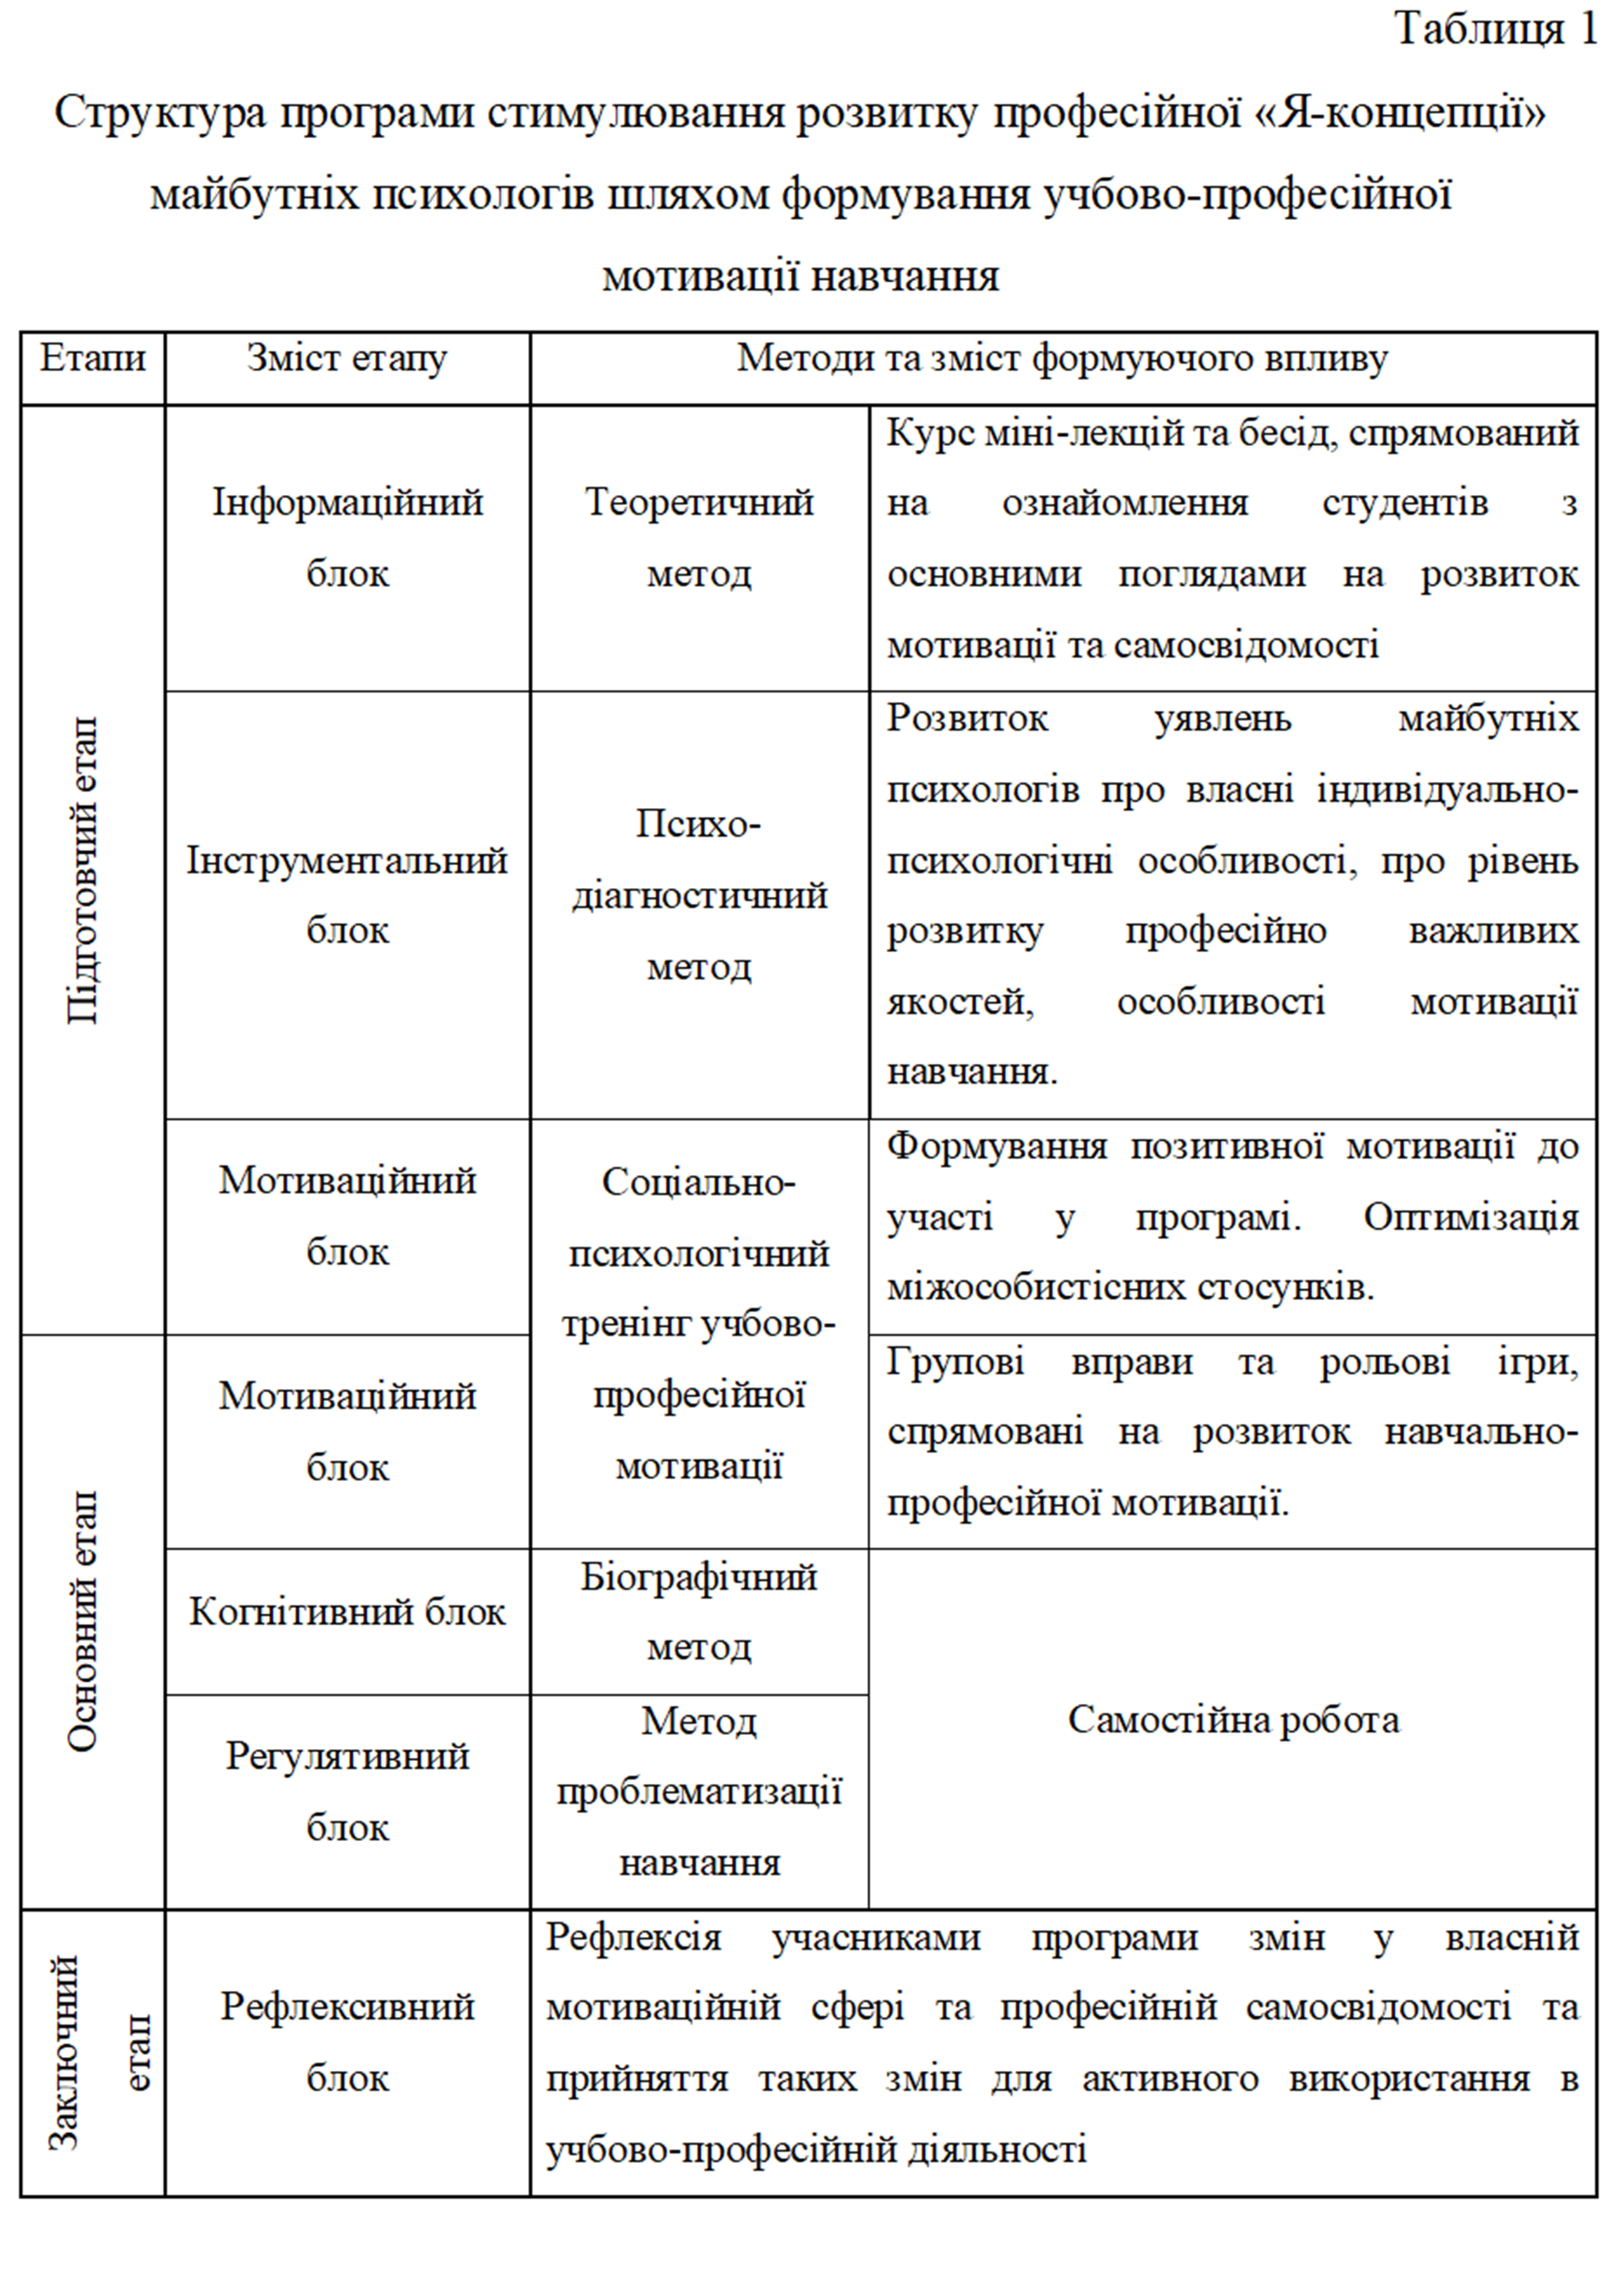 Таблиця 1
Структура програми стимулювання розвитку професійної «Я-концепції»
майбутніх психологів шляхом формування учбово-професійної
мотивації навчання
Етапи
Зміст етапу
Методи та зміст формуючого впливу
Підготовчий етап
Інформаційний
блок
Теоретичний
метод
Курс міні-лекцій та бесід, спрямований
на ознайомлення студентів з
основними поглядами на розвиток
мотивації та самосвідомості
Інструментальний
блок
Психо-
діагностичний
метод
Розвиток уявлень майбутніх
психологів про власні індивідуально-
психологічні особливості, про рівень
розвитку професійно важливих
якостей, особливості мотивації
навчання.
Мотиваційний
блок
Соціально-
психологічний
тренінг учбово-
професійної
мотивації
Формування позитивної мотивації до
участі у програмі. Оптимізація
міжособистісних стосунків.
Основний етап
Мотиваційний
блок
Групові вправи та рольові ігри,
спрямовані на розвиток навчально-
професійної мотивації.
Когнітивний блок
Біографічний
метод
Самостійна робота
Регулятивний
блок
Метод
проблематизації
навчання
Заключний
етап
Рефлексивний
блок
Рефлексія учасниками програми змін у власній
мотиваційній сфері та професійній самосвідомості та
прийняття таких змін для активного використання в
учбово-професійній діяльності